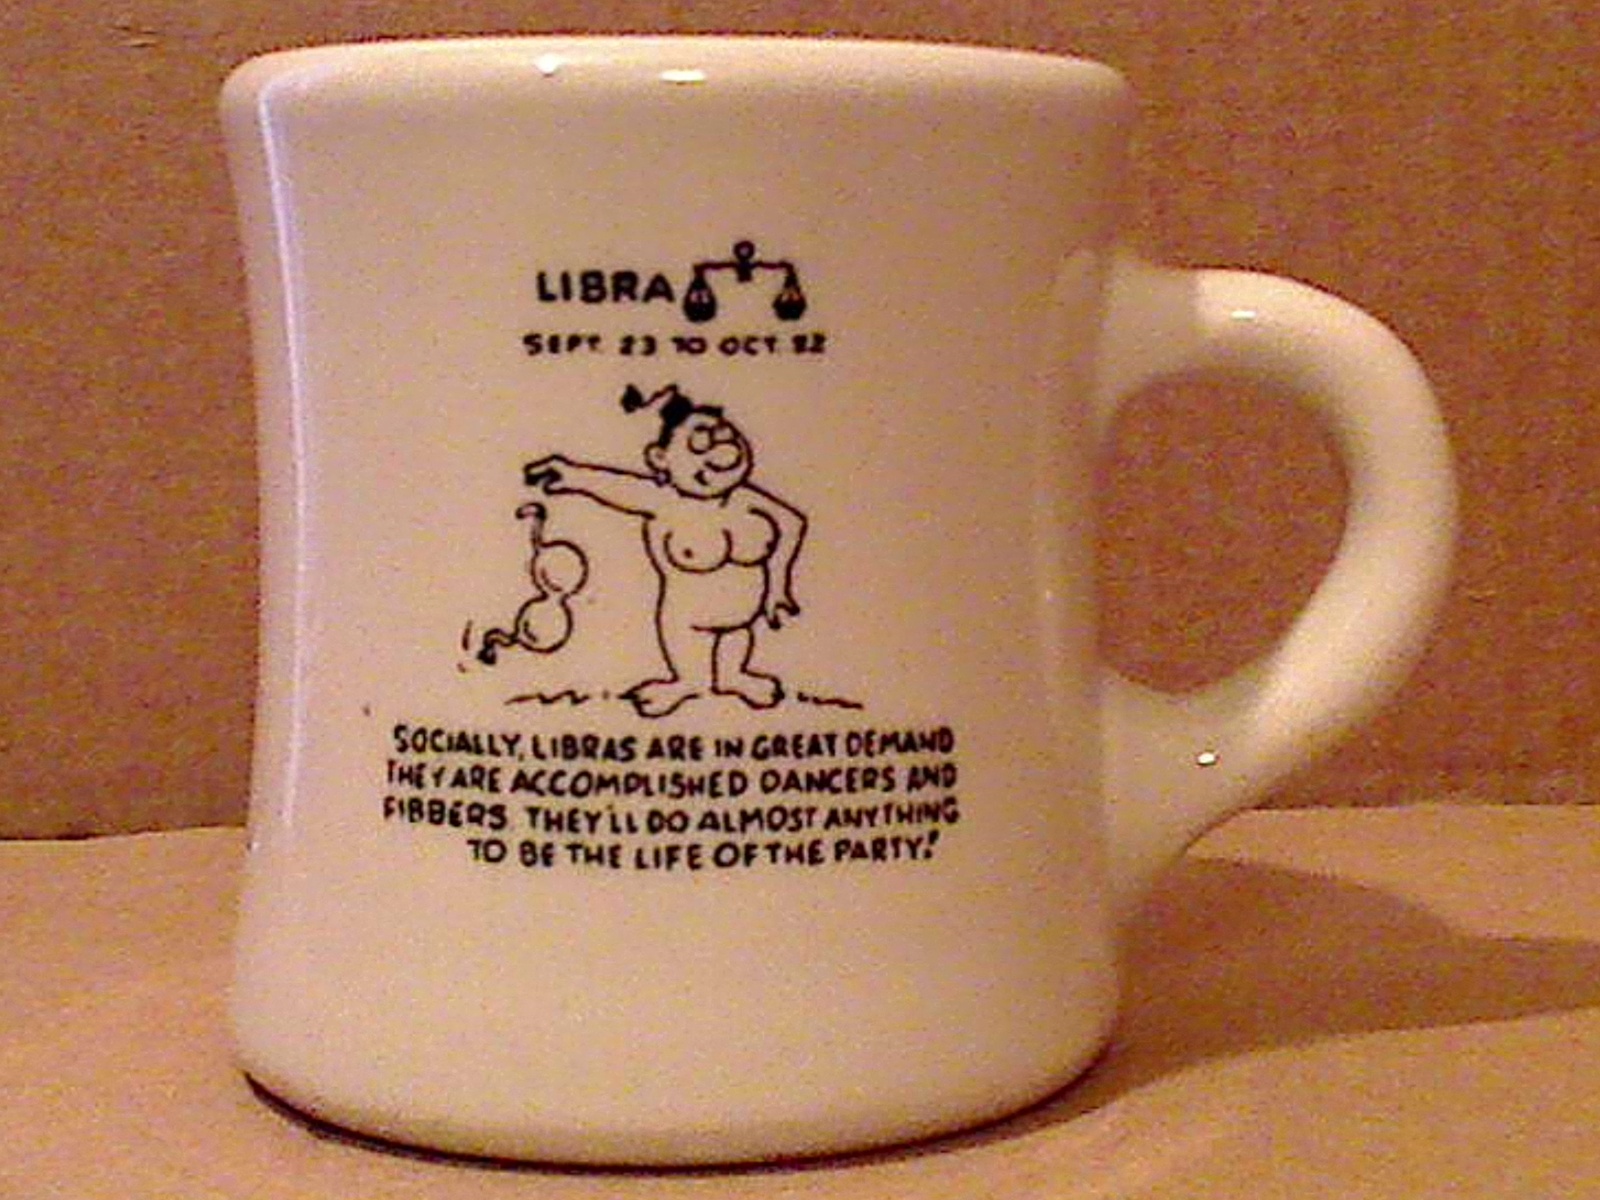 LIBRA
SEPT. 23 TO OCT. 22
SOCIALLY, LIBRAS ARE IN GREAT DEMAND
THEY ARE ACCOMPLISHED DANCERS AND
FIBBERS. THEY'LL DO ALMOST ANYTHING
TO BE THE LIFE OF THE PARTY!